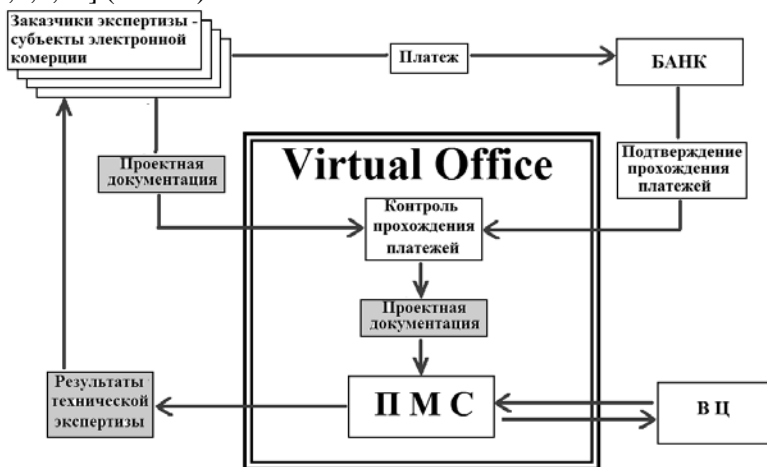 Заказчики экспертизы -
субъекты электронной
комерции
Платеж
БАНК
Проектная
документация
Virtual Office
Подтверждение
прохождения
платежей
Контроль
прохождения
платежей
Проектная
документация
Результаты
технической
экспертизы
П М С
В Ц